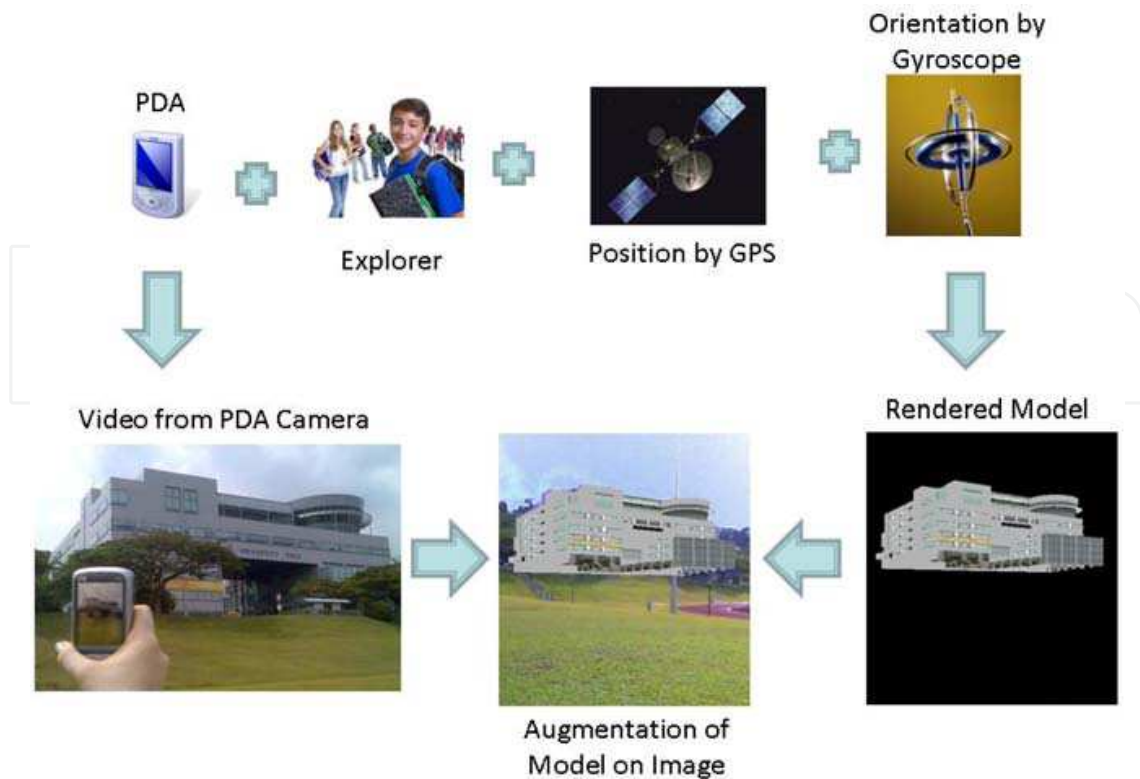 Orientation by
Gyroscope
PDA
Explorer
Position by GPS
Video from PDA Camera
Rendered Model
Augmentation of
Model on Image